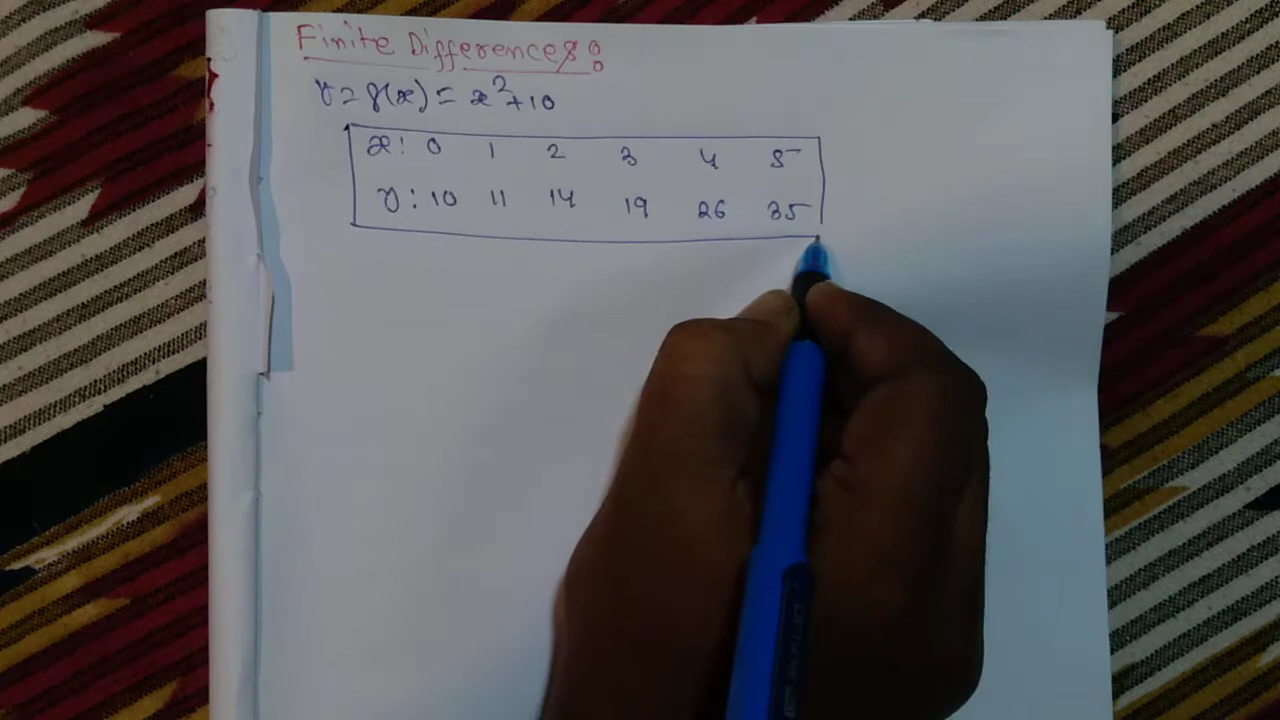 Finite Differences:
y = f(x) = x²+10
x: 0 1 2 3 4 5
y: 10 11 14 19 26 35